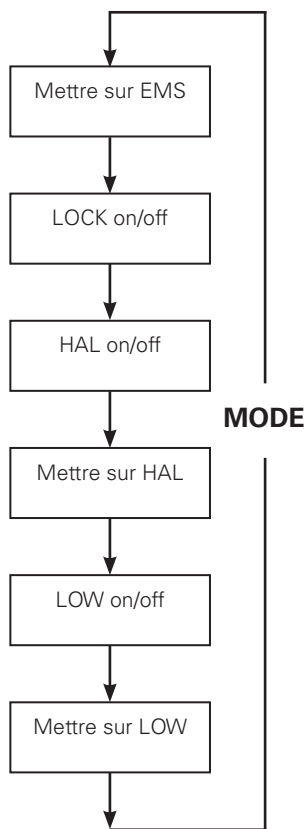 Mettre sur EMS
LOCK on/off
HAL on/off
MODE
Mettre sur HAL
LOW on/off
Mettre sur LOW